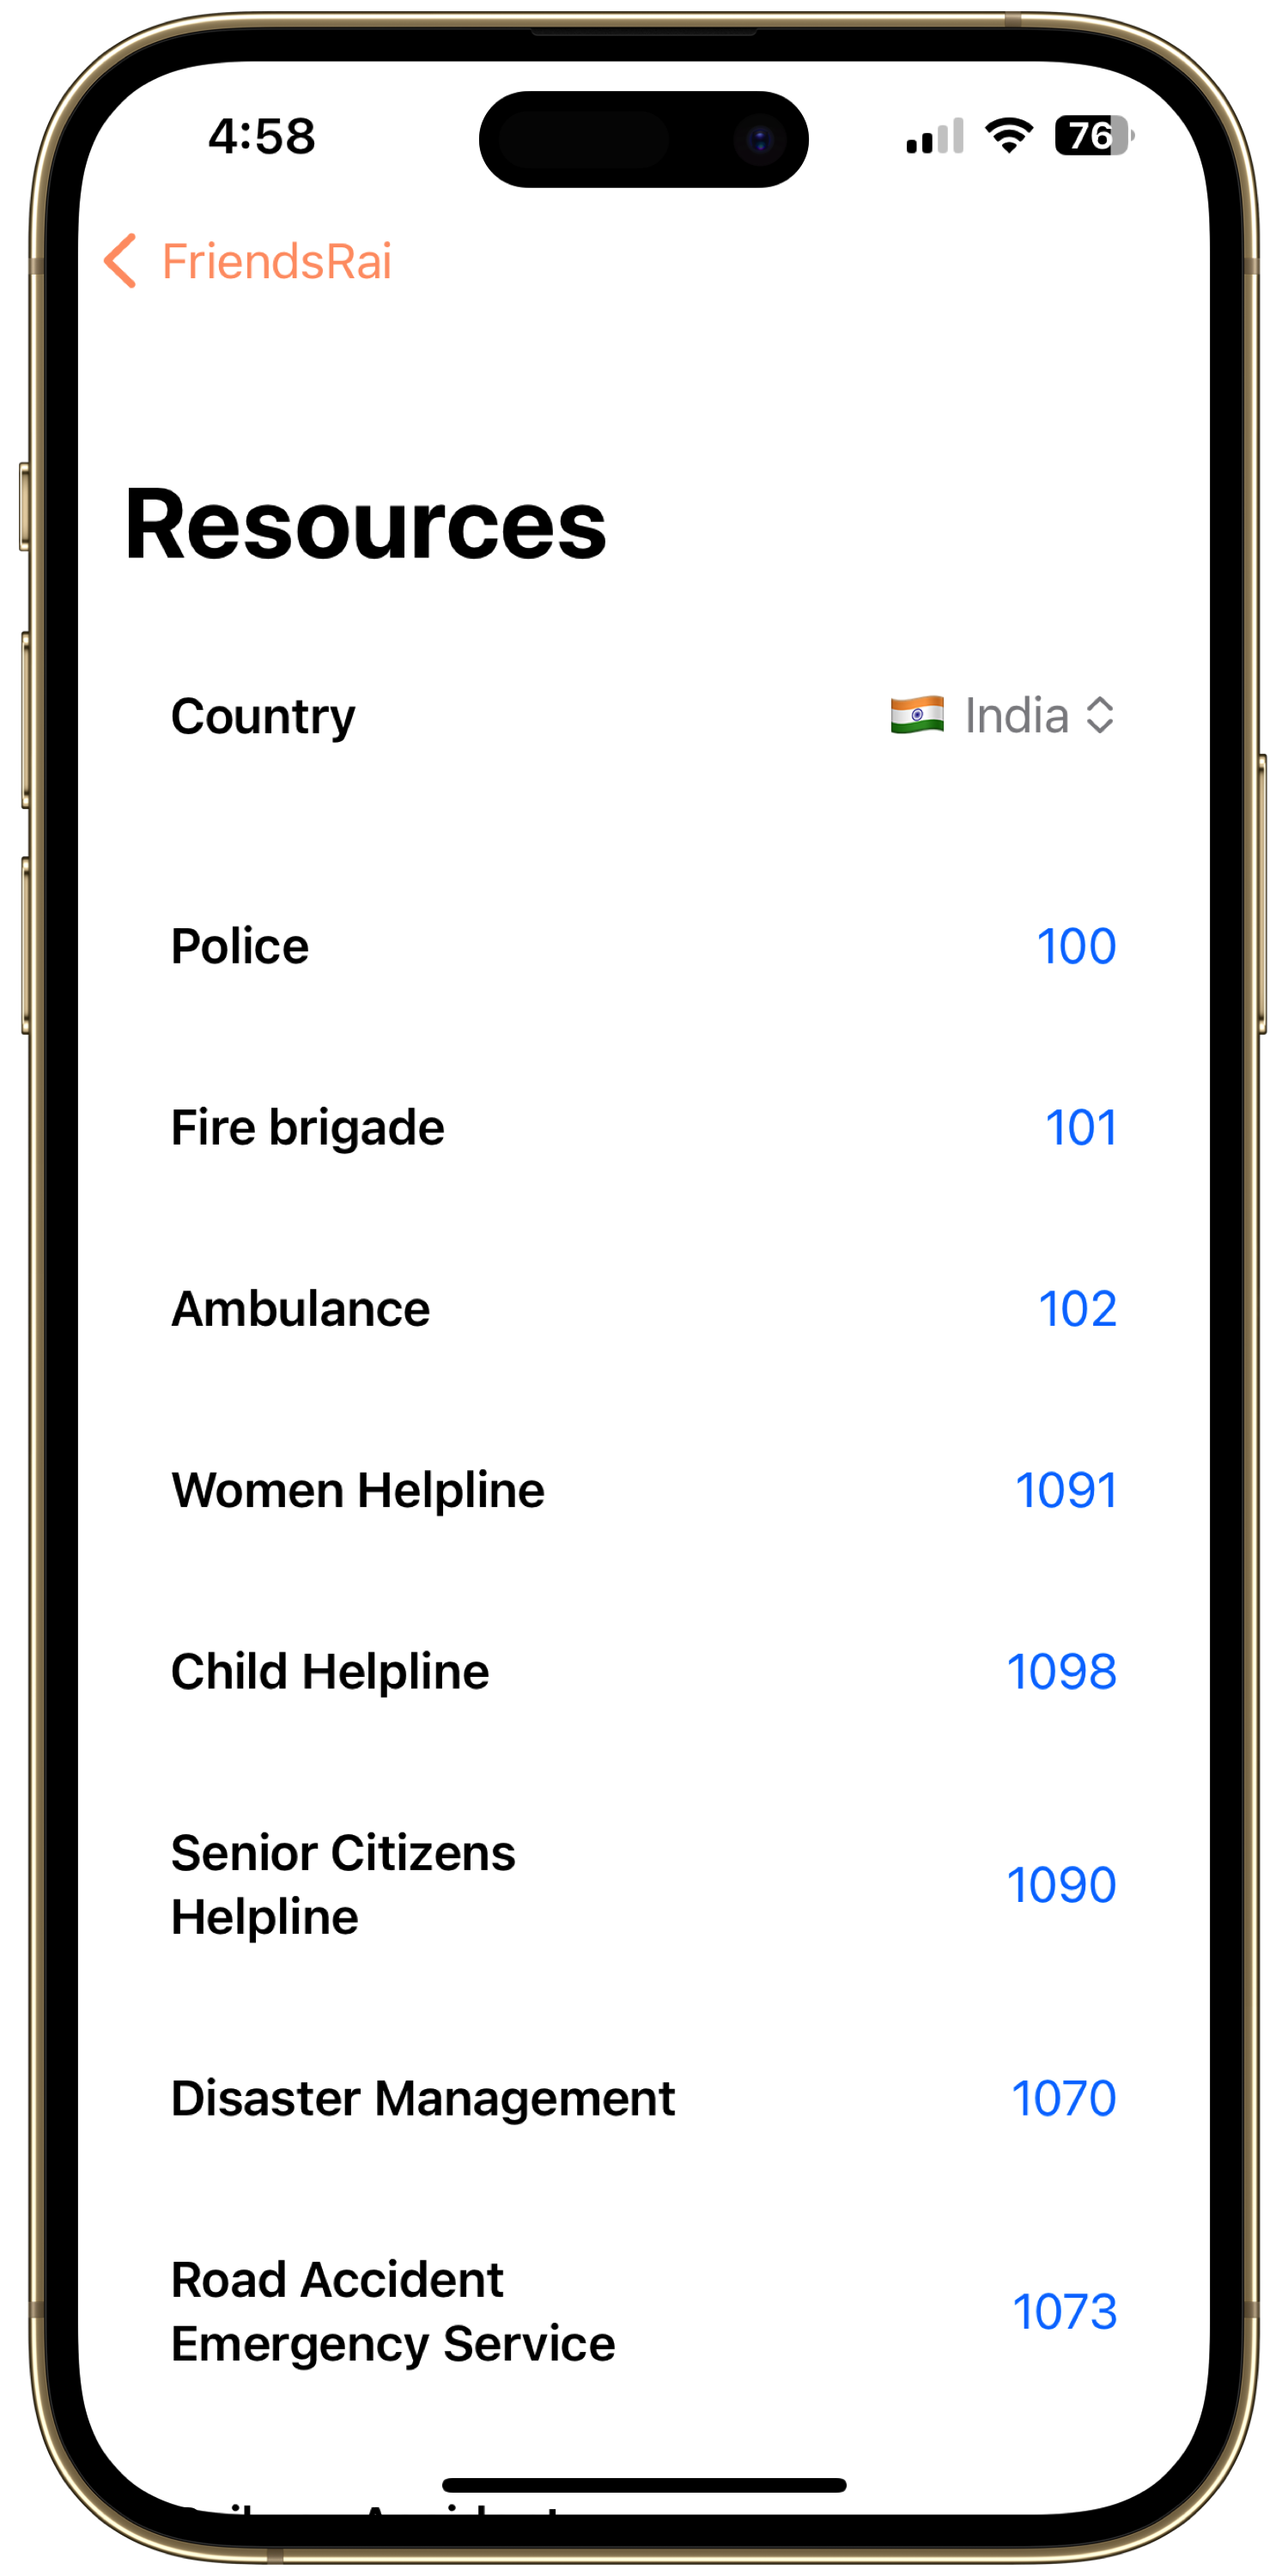 4:58
76
FriendsRai
Resources
Country 🇮🇳 India
Police 100
Fire brigade 101
Ambulance 102
Women Helpline 1091
Child Helpline 1098
Senior Citizens
Helpline 1090
Disaster Management 1070
Road Accident
Emergency Service 1073